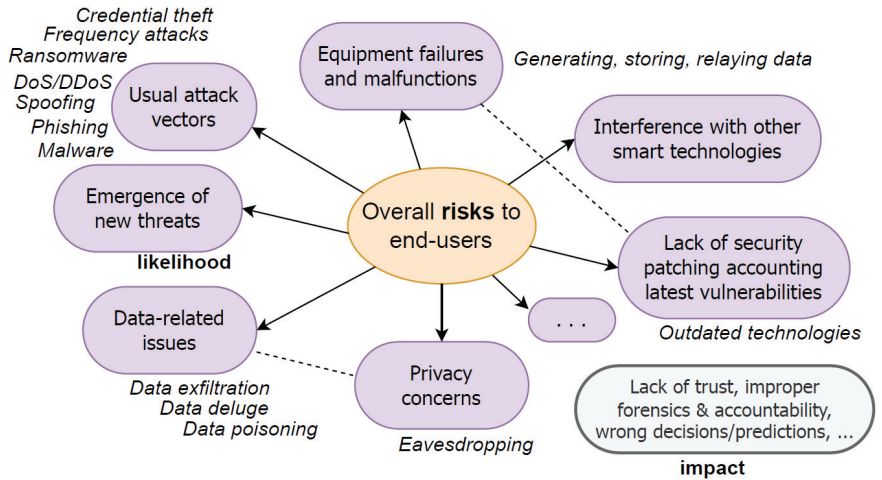 Credential theft
Frequency attacks
Ransomware
DoS/DDoS
Spoofing
Phishing
Malware
Usual attack
vectors
Equipment failures
and malfunctions
Generating, storing, relaying data
Interference with other
smart technologies
Emergence of
new threats
likelihood
Overall risks to
end-users
Lack of security
patching accounting
latest vulnerabilities
Outdated technologies
Data-related
issues
Data exfiltration
Data deluge
Data poisoning
Privacy
concerns
Eavesdropping
. . .
Lack of trust, improper
forensics & accountability,
wrong decisions/predictions, ...
impact